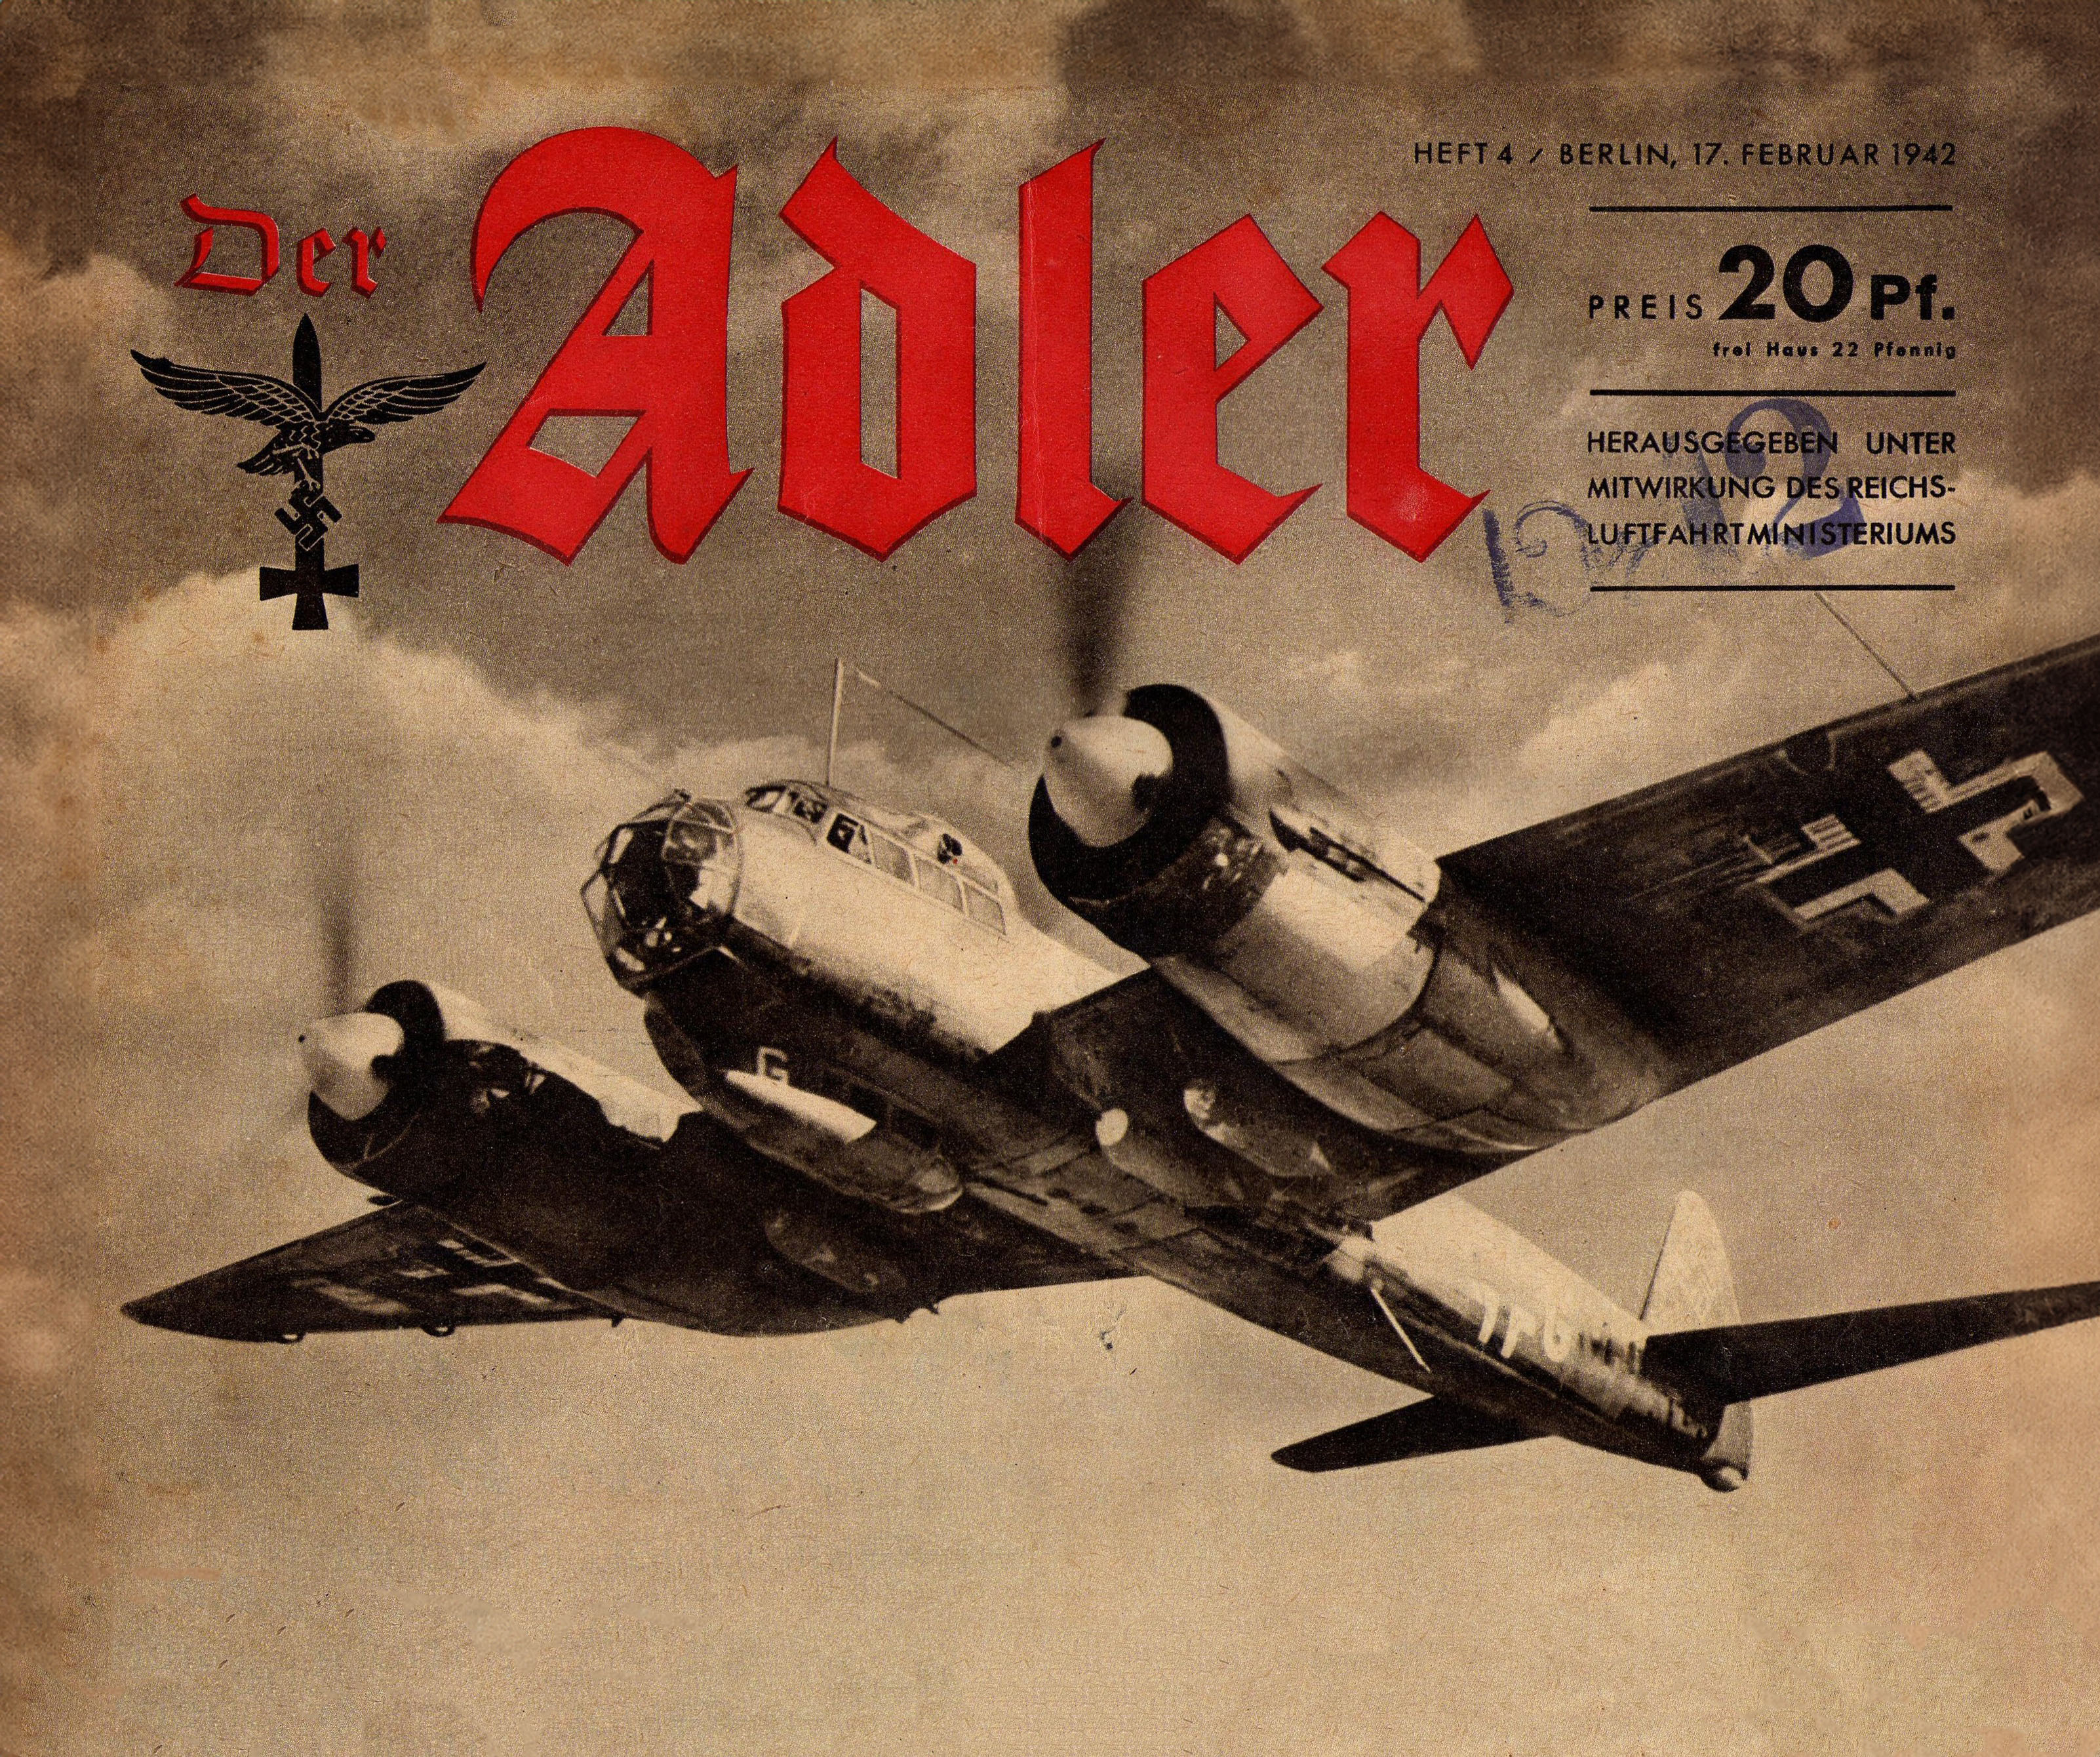 Der Adler
HEFT 4 / BERLIN, 17. FEBRUAR 1942
PREIS 20 Pf.
frei Haus 22 Pfennig
HERAUSGEGEBEN UNTER
MITWIRKUNG DES REICHS-
LUFTFAHRTMINISTERIUMS
12
G